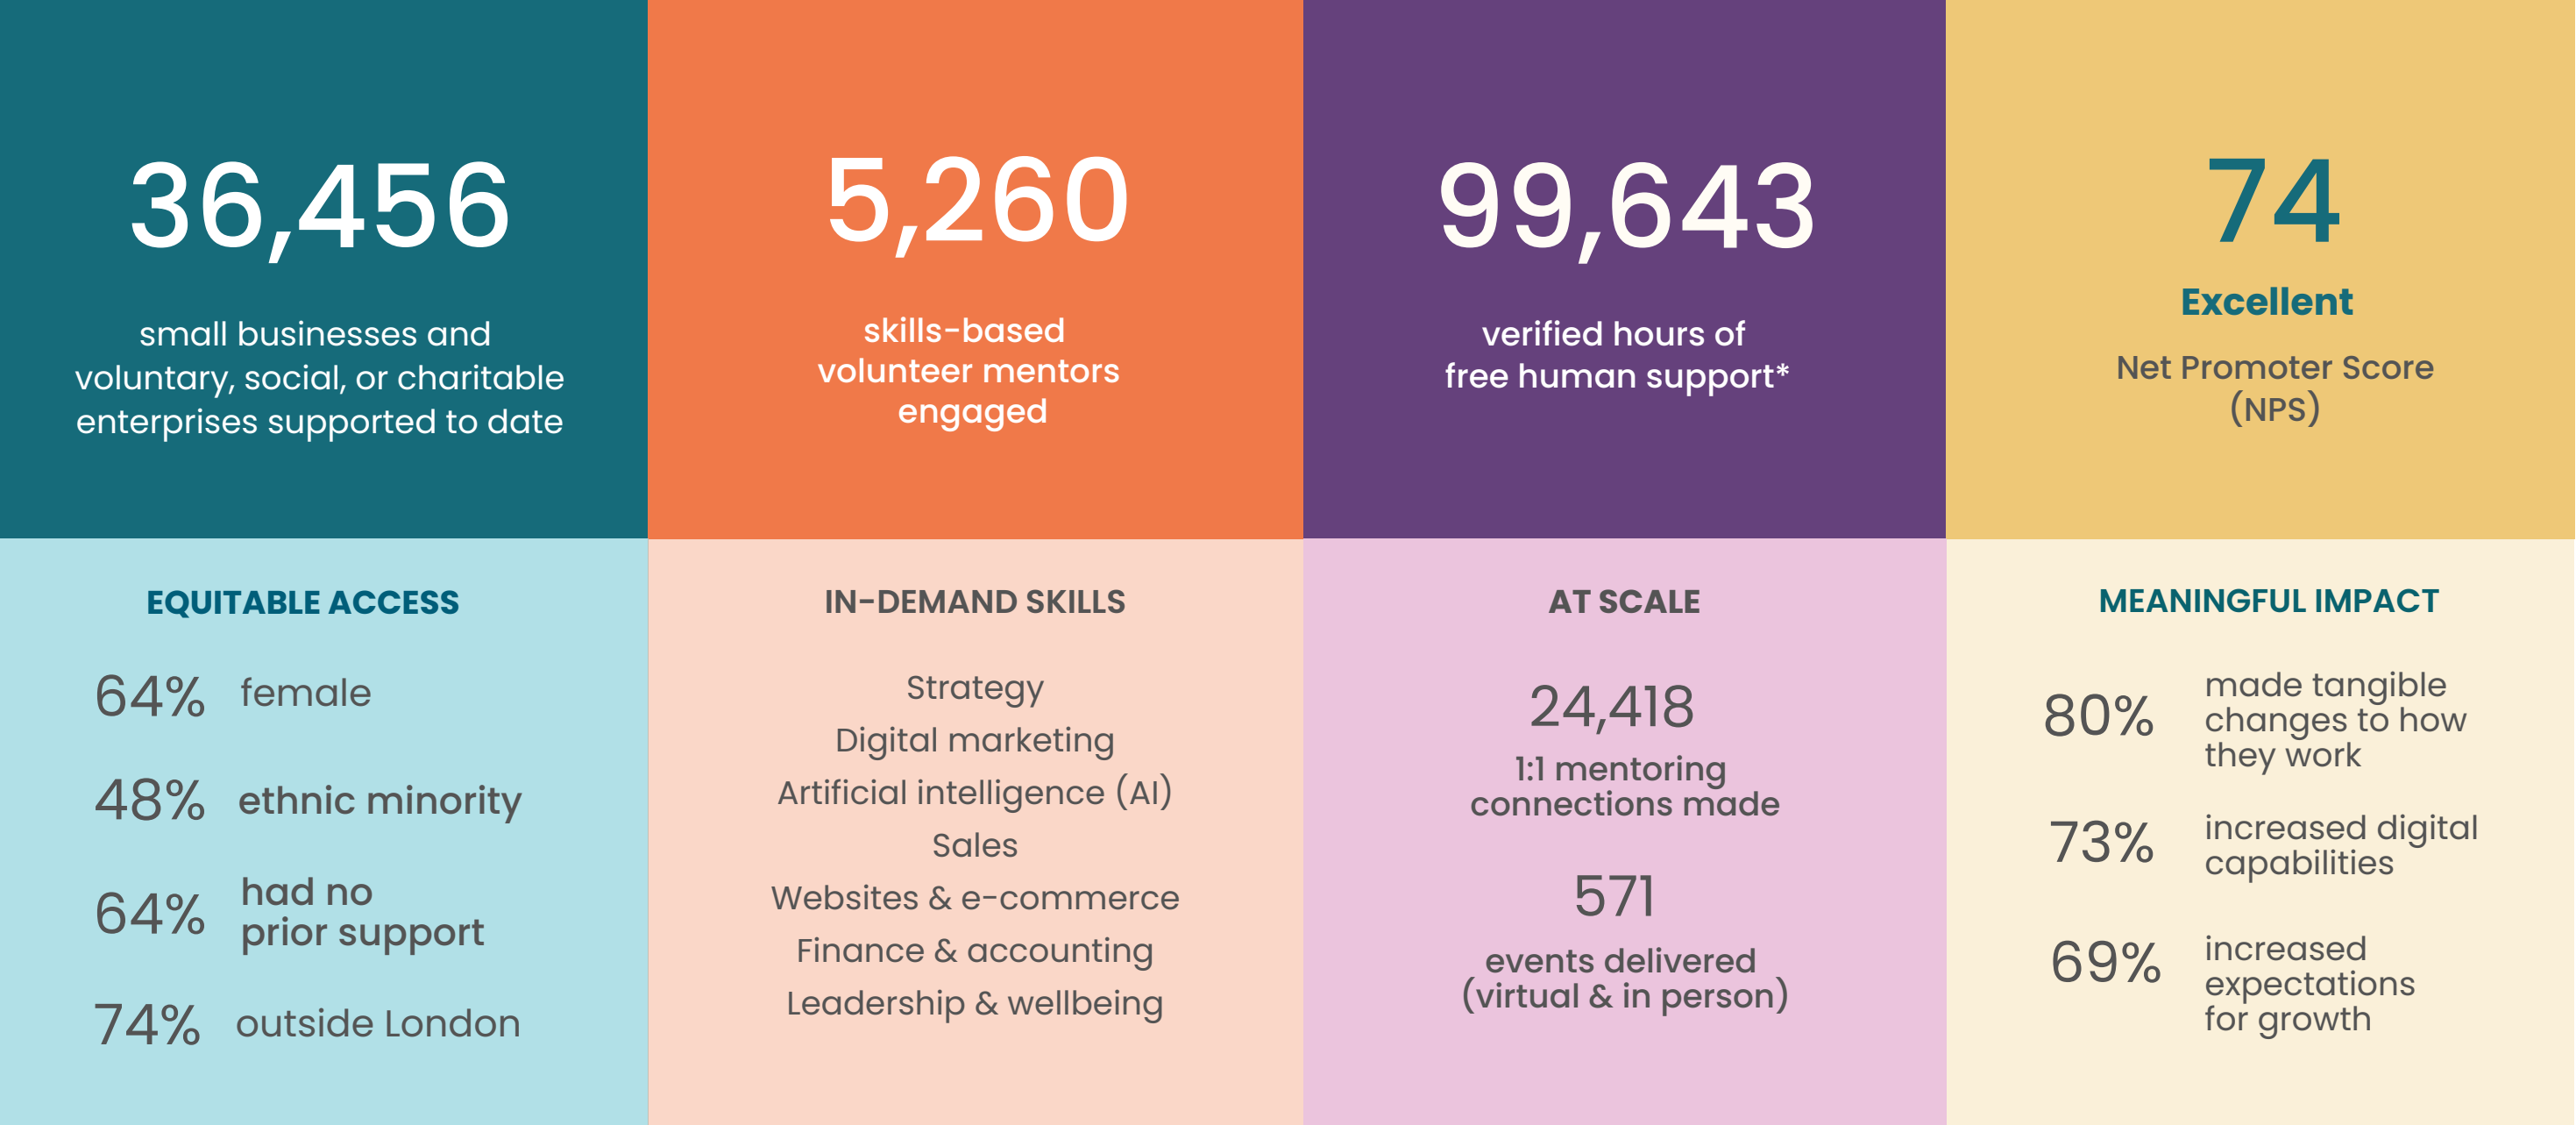 36,456
small businesses and
voluntary, social, or charitable
enterprises supported to date
5,260
skills-based
volunteer mentors
engaged
99,643
verified hours of
free human support*
74
Excellent
Net Promoter Score
(NPS)
EQUITABLE ACCESS
64% female
48% ethnic minority
64% had no
prior support
74% outside London
IN-DEMAND SKILLS
Strategy
Digital marketing
Artificial intelligence (AI)
Sales
Websites & e-commerce
Finance & accounting
Leadership & wellbeing
AT SCALE
24,418
1:1 mentoring
connections made
571
events delivered
(virtual & in person)
MEANINGFUL IMPACT
80% made tangible
changes to how
they work
73% increased digital
capabilities
69% increased
expectations
for growth